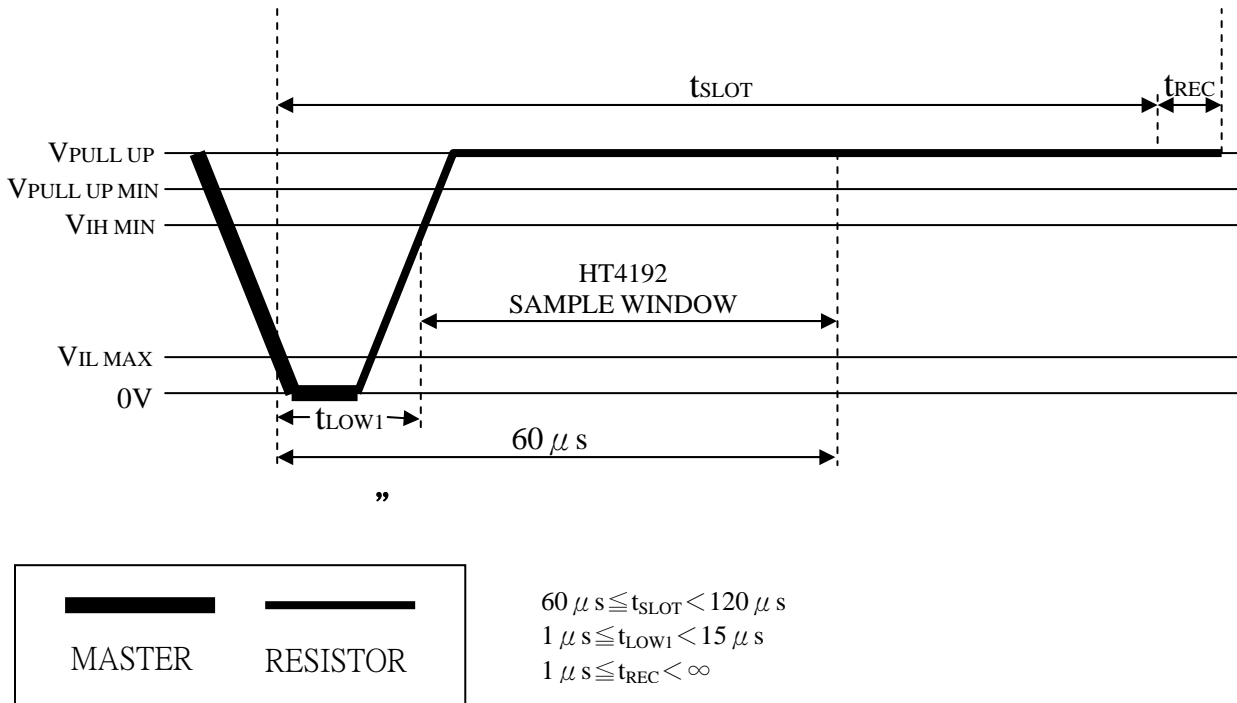 tSLOT
tREC
VPULL UP
VPULL UP MIN
VIH MIN
HT4192
SAMPLE WINDOW
VIL MAX
0V
tLOW1
60 μ s
”
MASTER
RESISTOR
60 μ s≦tSLOT<120 μ s
1 μ s≦tLOW1<15 μ s
1 μ s≦tREC<∞